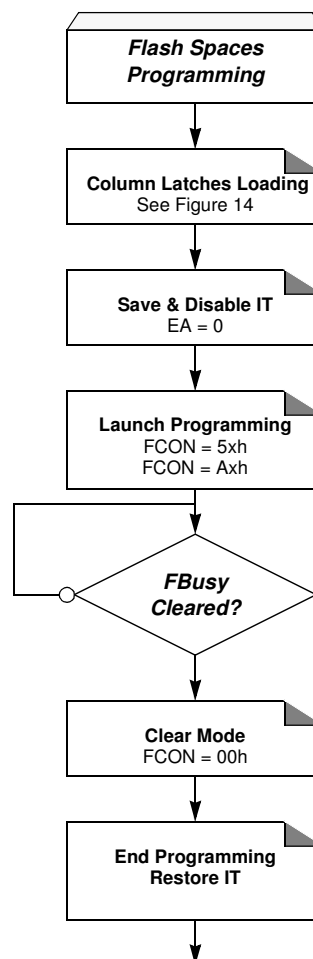 Flash Spaces
Programming
Column Latches Loading
See Figure 14
Save & Disable IT
EA = 0
Launch Programming
FCON = 5xh
FCON = Axh
FBusy
Cleared?
Clear Mode
FCON = 00h
End Programming
Restore IT